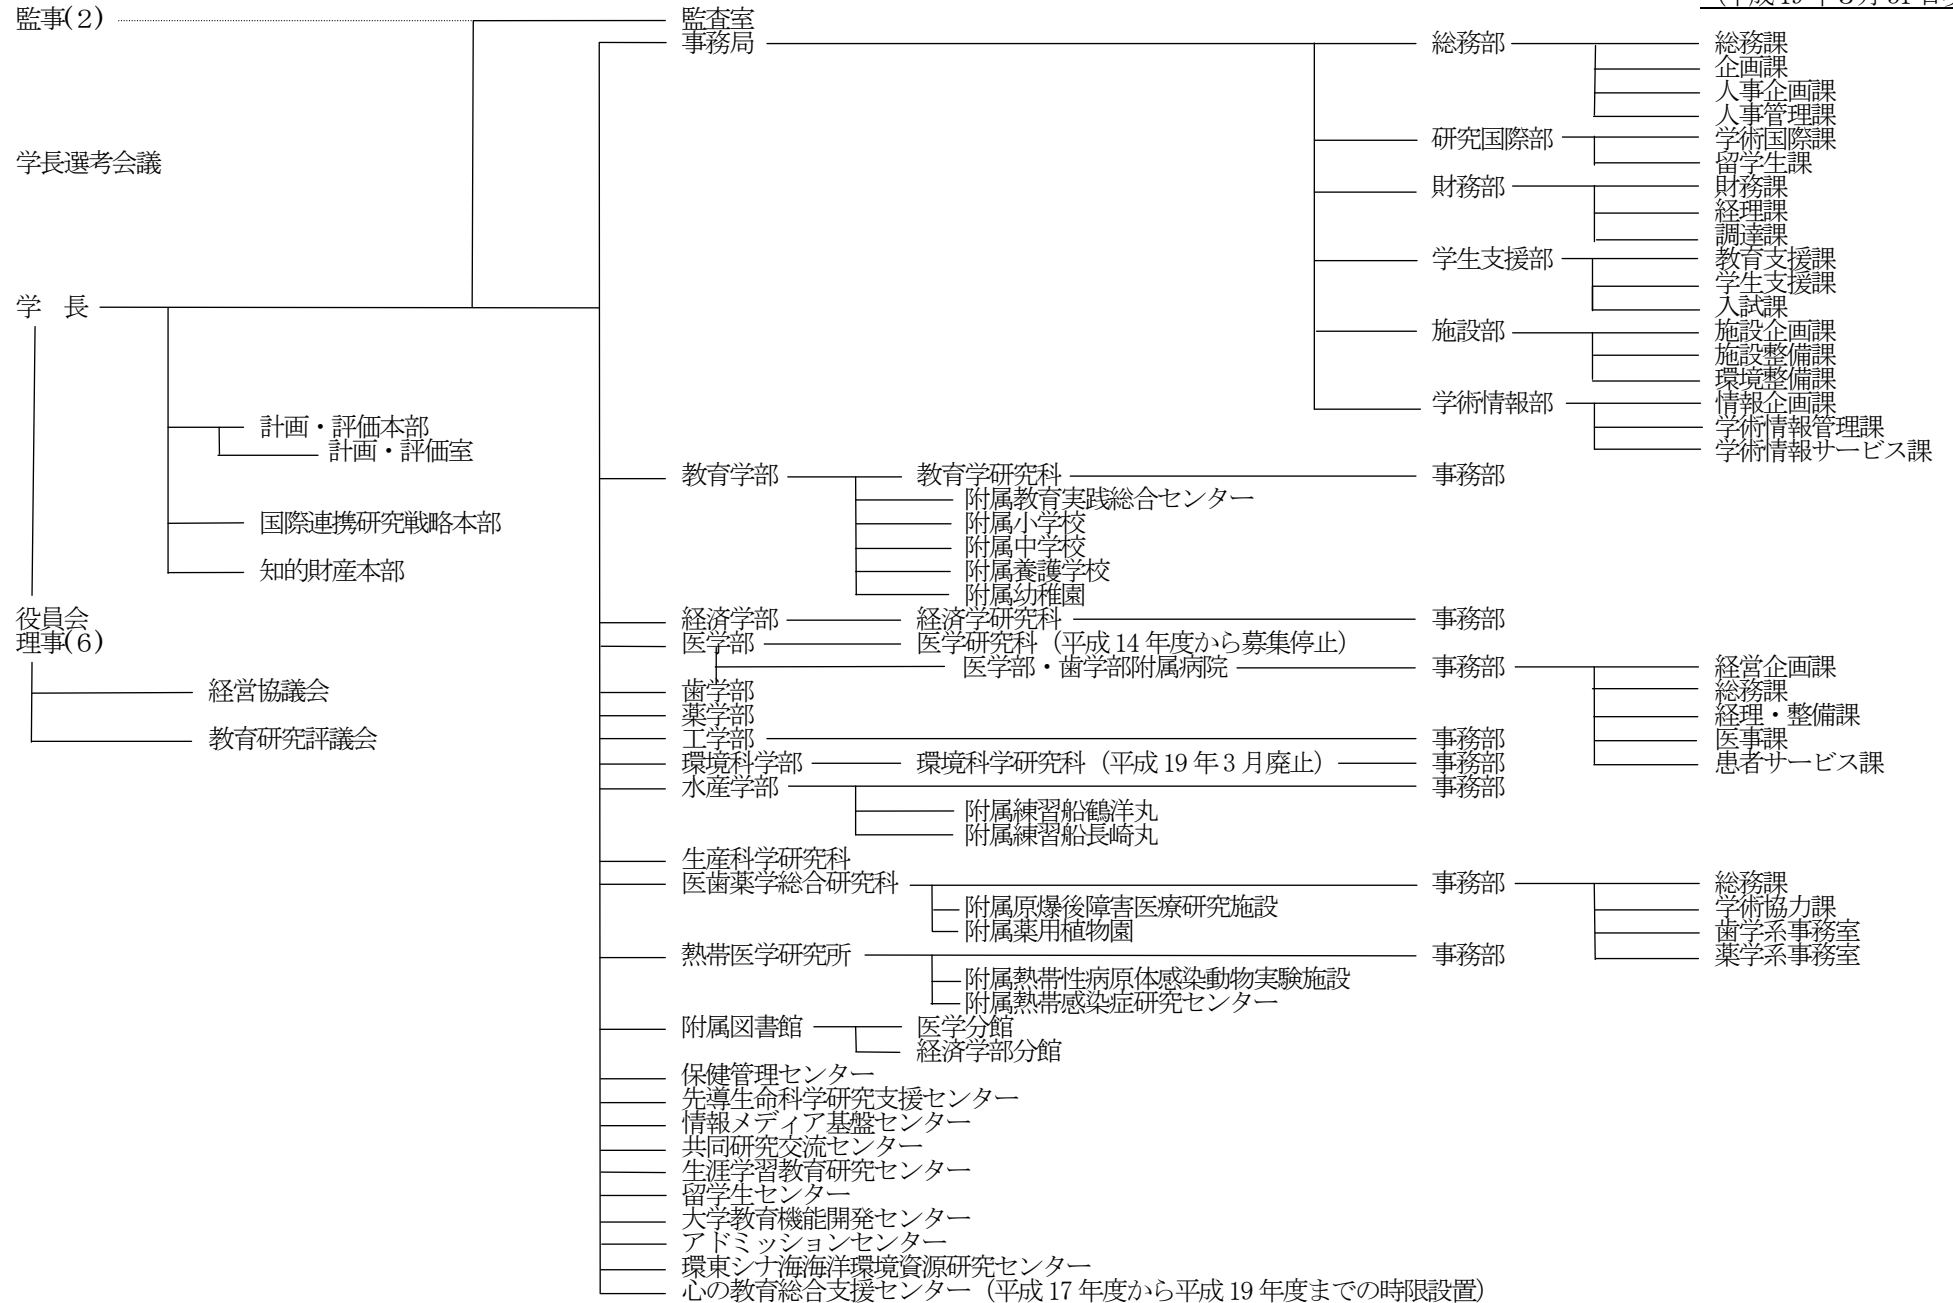 監事(2)
監査室
事務局
総務部
総務課
企画課
人事企画課
人事管理課
研究国際部
学術国際課
留学生課
学長選考会議
財務部
財務課
経理課
調達課
学生支援部
教育支援課
学生支援課
入試課
学　長
施設部
施設企画課
施設整備課
環境整備課
学術情報部
情報企画課
学術情報管理課
学術情報サービス課
計画・評価本部
計画・評価室
国際連携研究戦略本部
知的財産本部
教育学部
教育学研究科
事務部
附属教育実践総合センター
附属小学校
附属中学校
附属養護学校
附属幼稚園
役員会
理事(6)
経営協議会
教育研究評議会
経済学部
経済学研究科
事務部
医学部
医学研究科（平成14年度から募集停止）
医学部・歯学部附属病院
事務部
経営企画課
総務課
経理・整備課
医事課
患者サービス課
歯学部
薬学部
工学部
事務部
環境科学部
環境科学研究科（平成19年3月廃止）
事務部
水産学部
事務部
附属練習船鶴洋丸
附属練習船長崎丸
生産科学研究科
医歯薬学総合研究科
事務部
総務課
学術協力課
歯学系事務室
薬学系事務室
附属原爆後障害医療研究施設
附属薬用植物園
熱帯医学研究所
事務部
附属熱帯性病原体感染動物実験施設
附属熱帯感染症研究センター
附属図書館
医学分館
経済学部分館
保健管理センター
先導生命科学研究支援センター
情報メディア基盤センター
共同研究交流センター
生涯学習教育研究センター
留学生センター
大学教育機能開発センター
アドミッションセンター
環東シナ海海洋環境資源研究センター
心の教育総合支援センター（平成17年度から平成19年度までの時限設置）